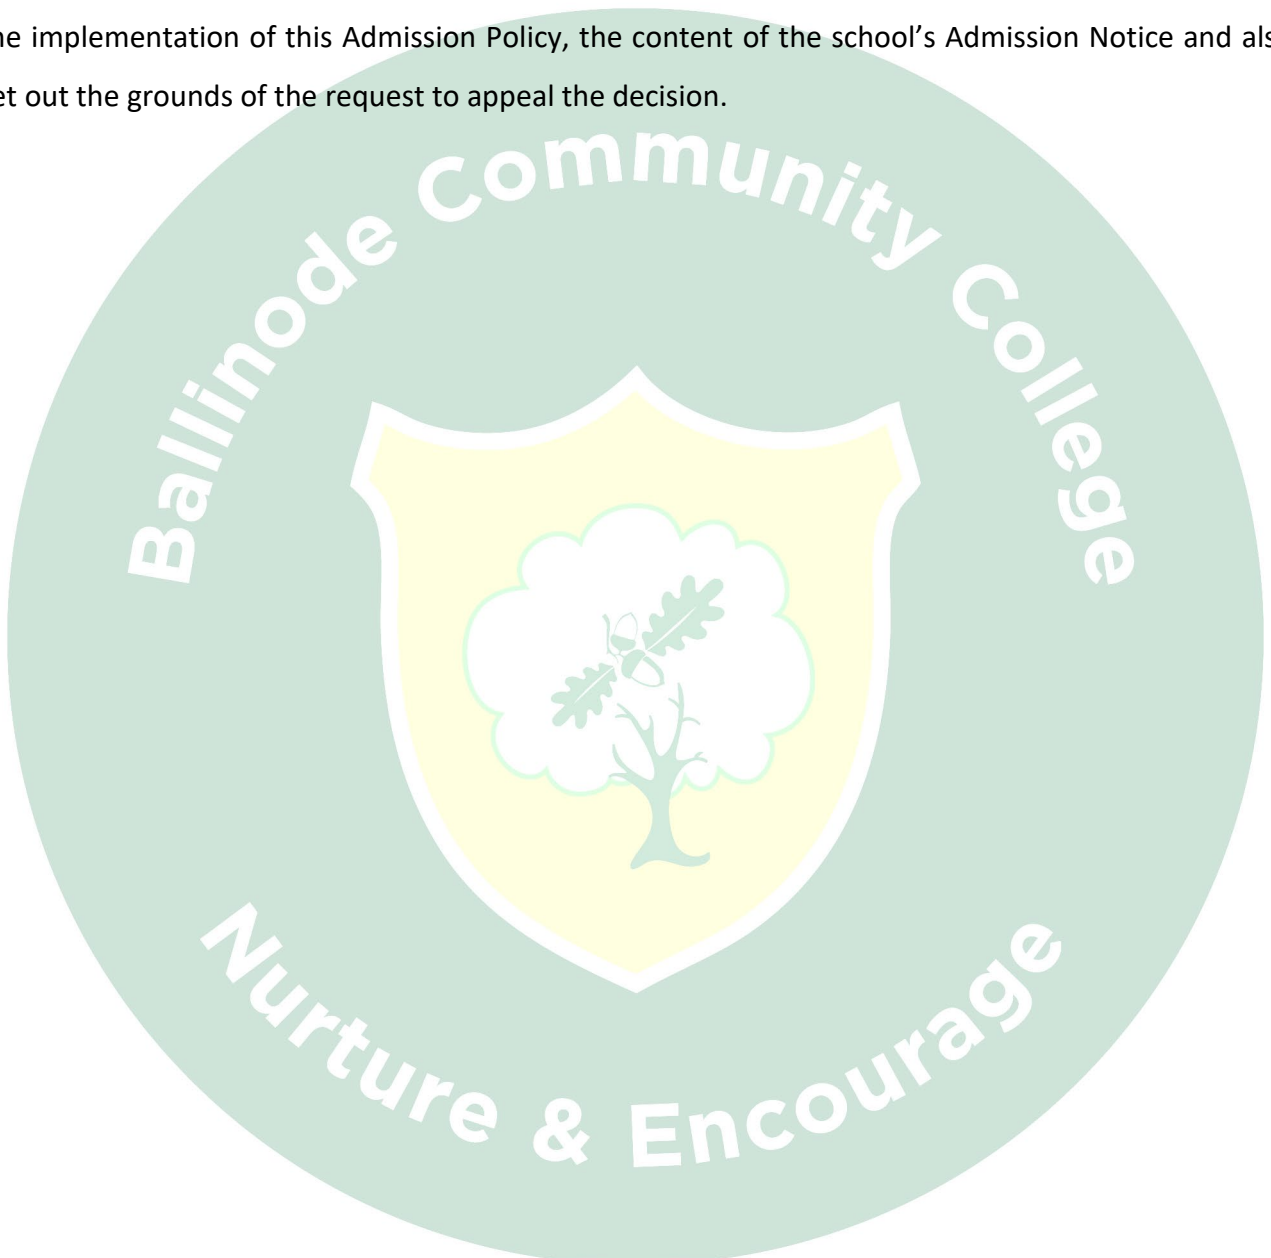 he implementation of this Admission Policy, the content of the school’s Admission Notice and als
et out the grounds of the request to appeal the decision.
Ballinode Community College
Nurture & Encourage